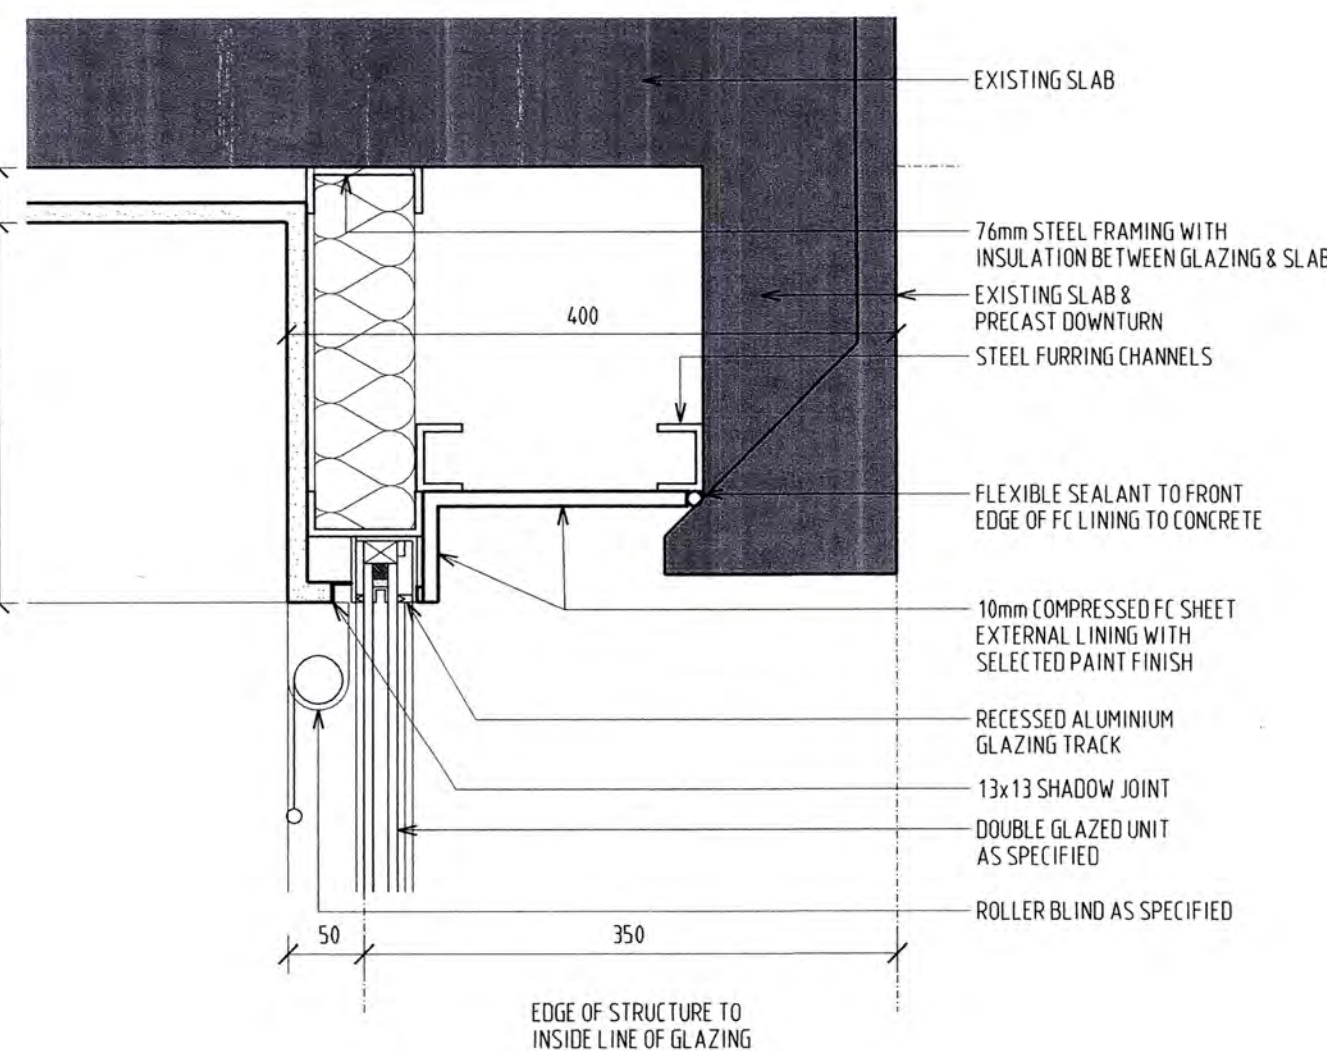 EXISTING SLAB
76mm STEEL FRAMING WITH
INSULATION BETWEEN GLAZING & SLAB
EXISTING SLAB &
PRECAST DOWNTURN
400
STEEL FURRING CHANNELS
FLEXIBLE SEALANT TO FRONT
EDGE OF FC LINING TO CONCRETE
10mm COMPRESSED FC SHEET
EXTERNAL LINING WITH
SELECTED PAINT FINISH
RECESSED ALUMINIUM
GLAZING TRACK
13x13 SHADOW JOINT
DOUBLE GLAZED UNIT
AS SPECIFIED
ROLLER BLIND AS SPECIFIED
50
350
EDGE OF STRUCTURE TO
INSIDE LINE OF GLAZING